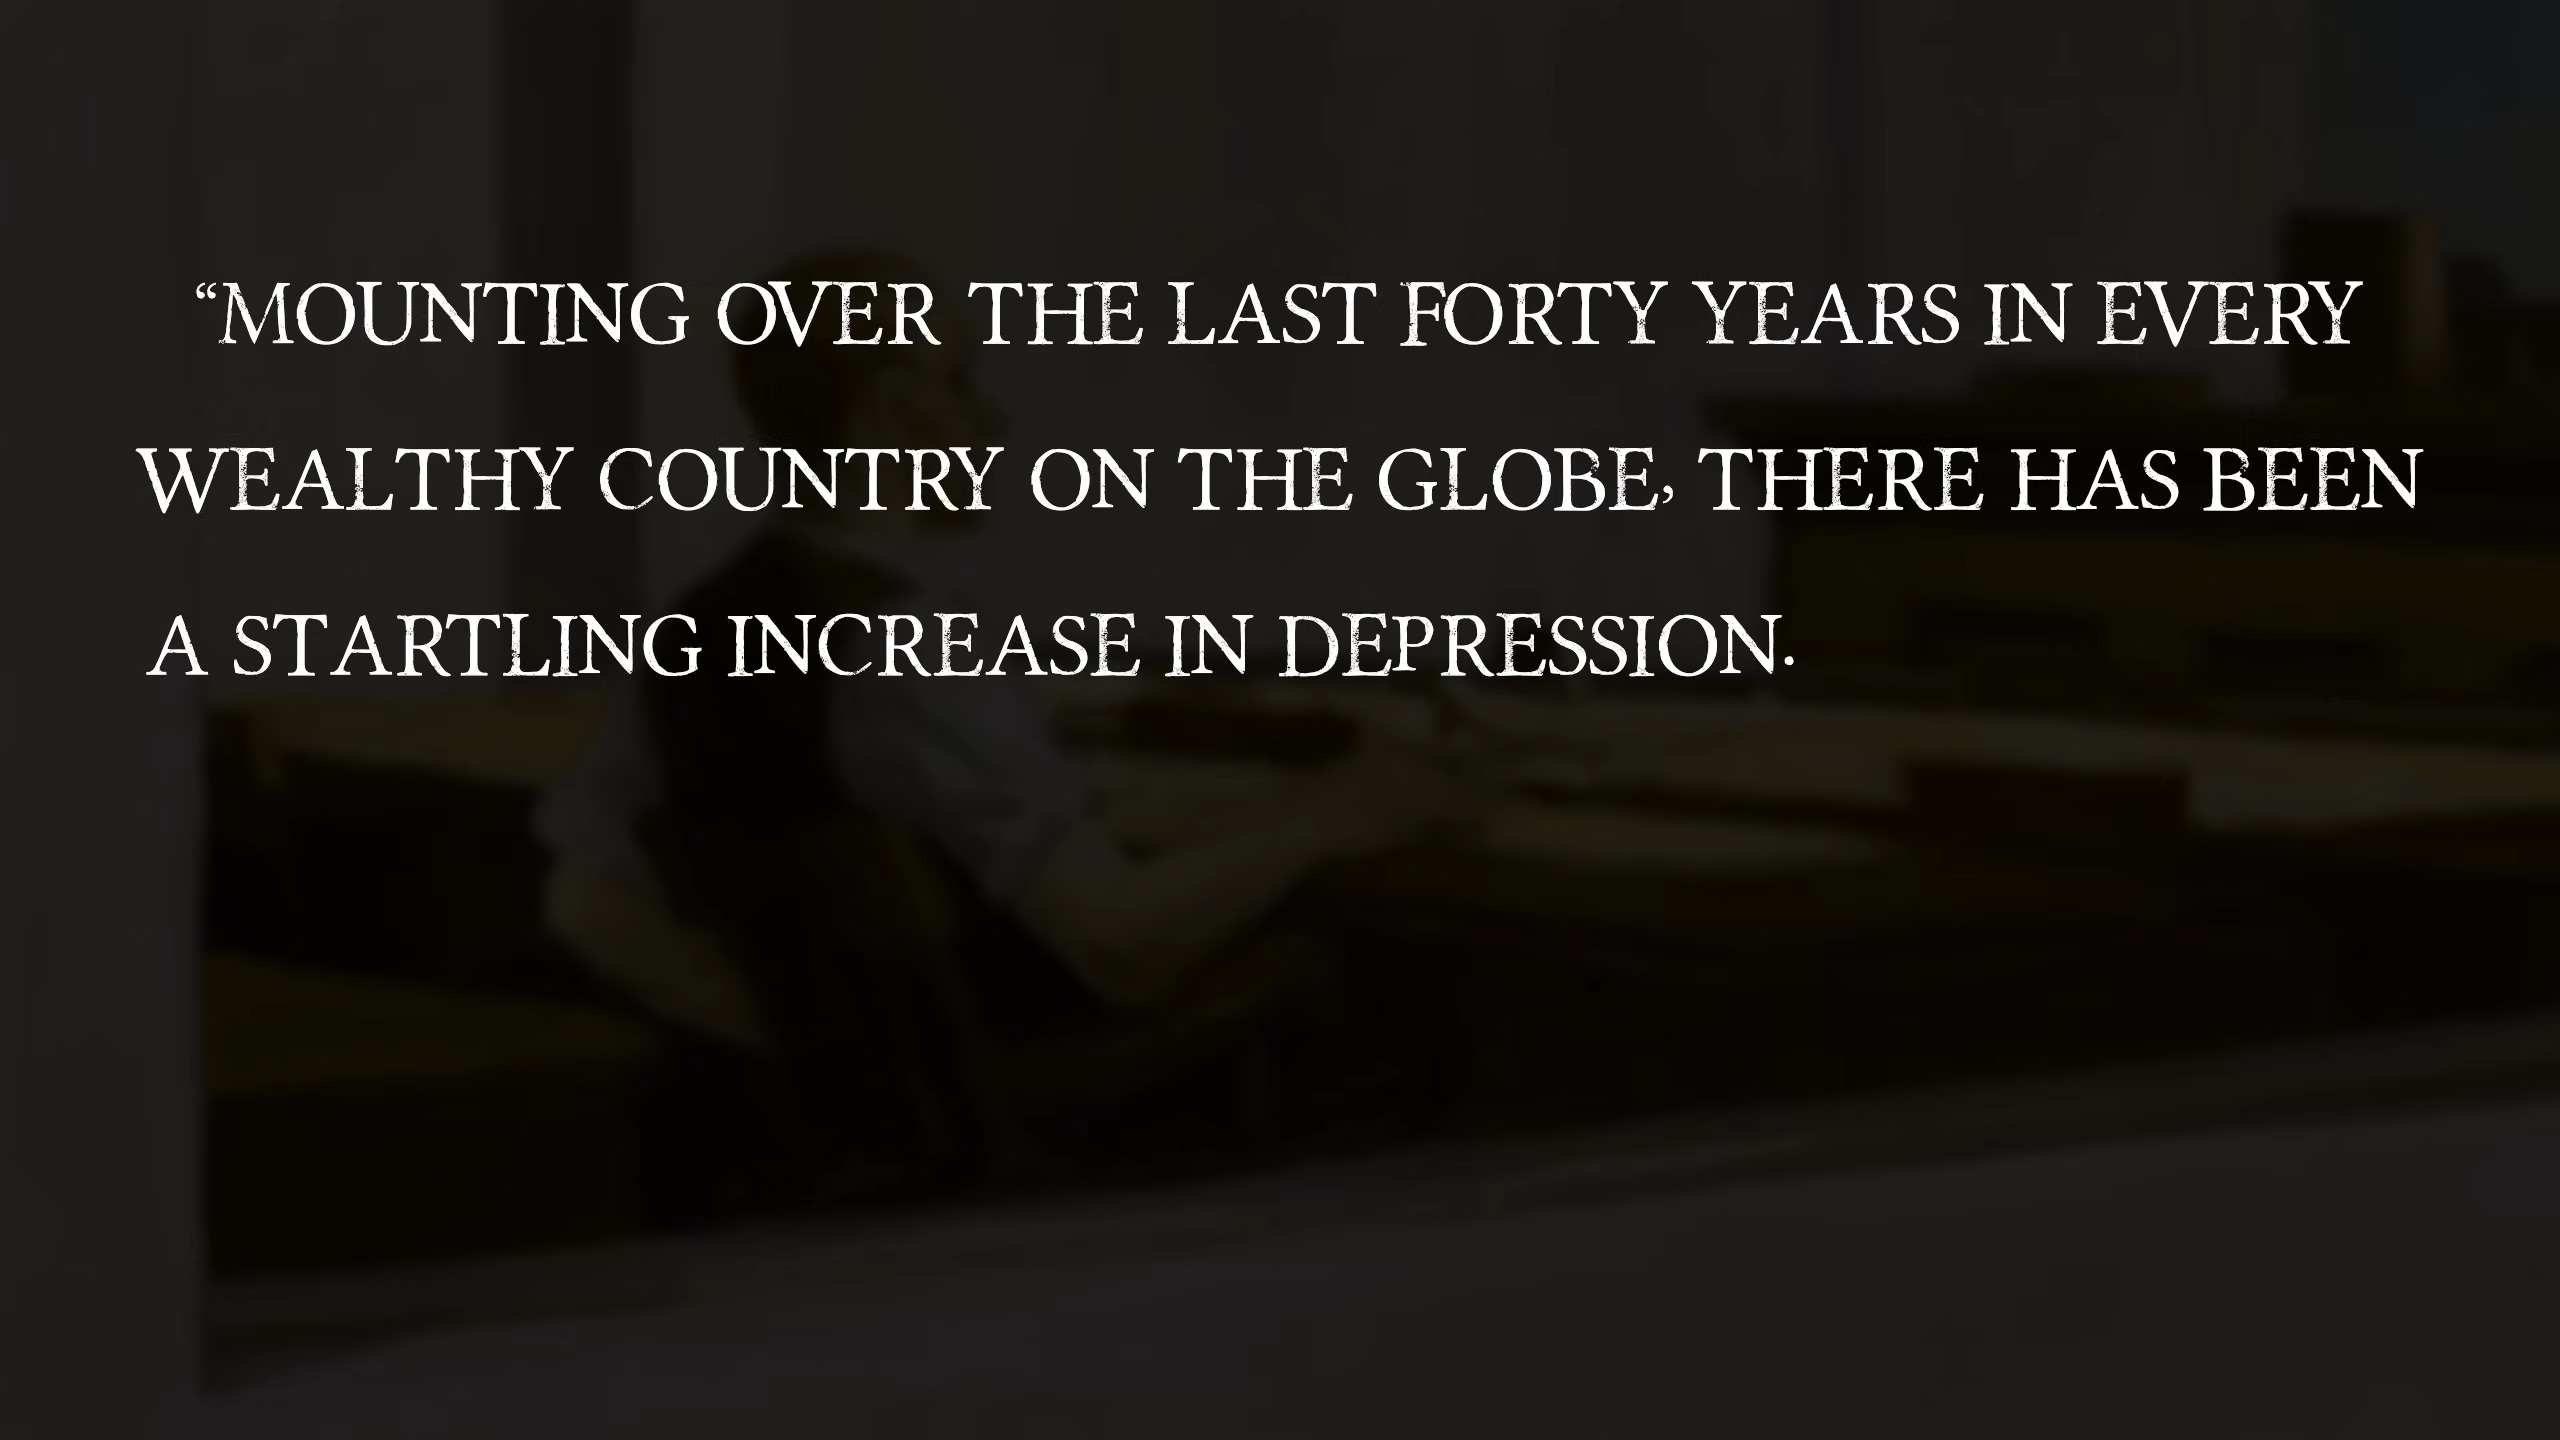 “MOUNTING OVER THE LAST FORTY YEARS IN EVERY
WEALTHY COUNTRY ON THE GLOBE, THERE HAS BEEN
A STARTLING INCREASE IN DEPRESSION.